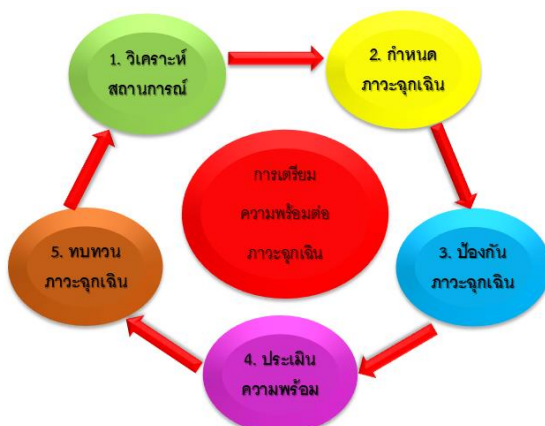 1. วิเคราะห์
สถานการณ์
2. กำหนด
ภาวะฉุกเฉิน
การเตรียม
ความพร้อมต่อ
ภาวะฉุกเฉิน
3. ป้องกัน
ภาวะฉุกเฉิน
4. ประเมิน
ความพร้อม
5. ทบทวน
ภาวะฉุกเฉิน